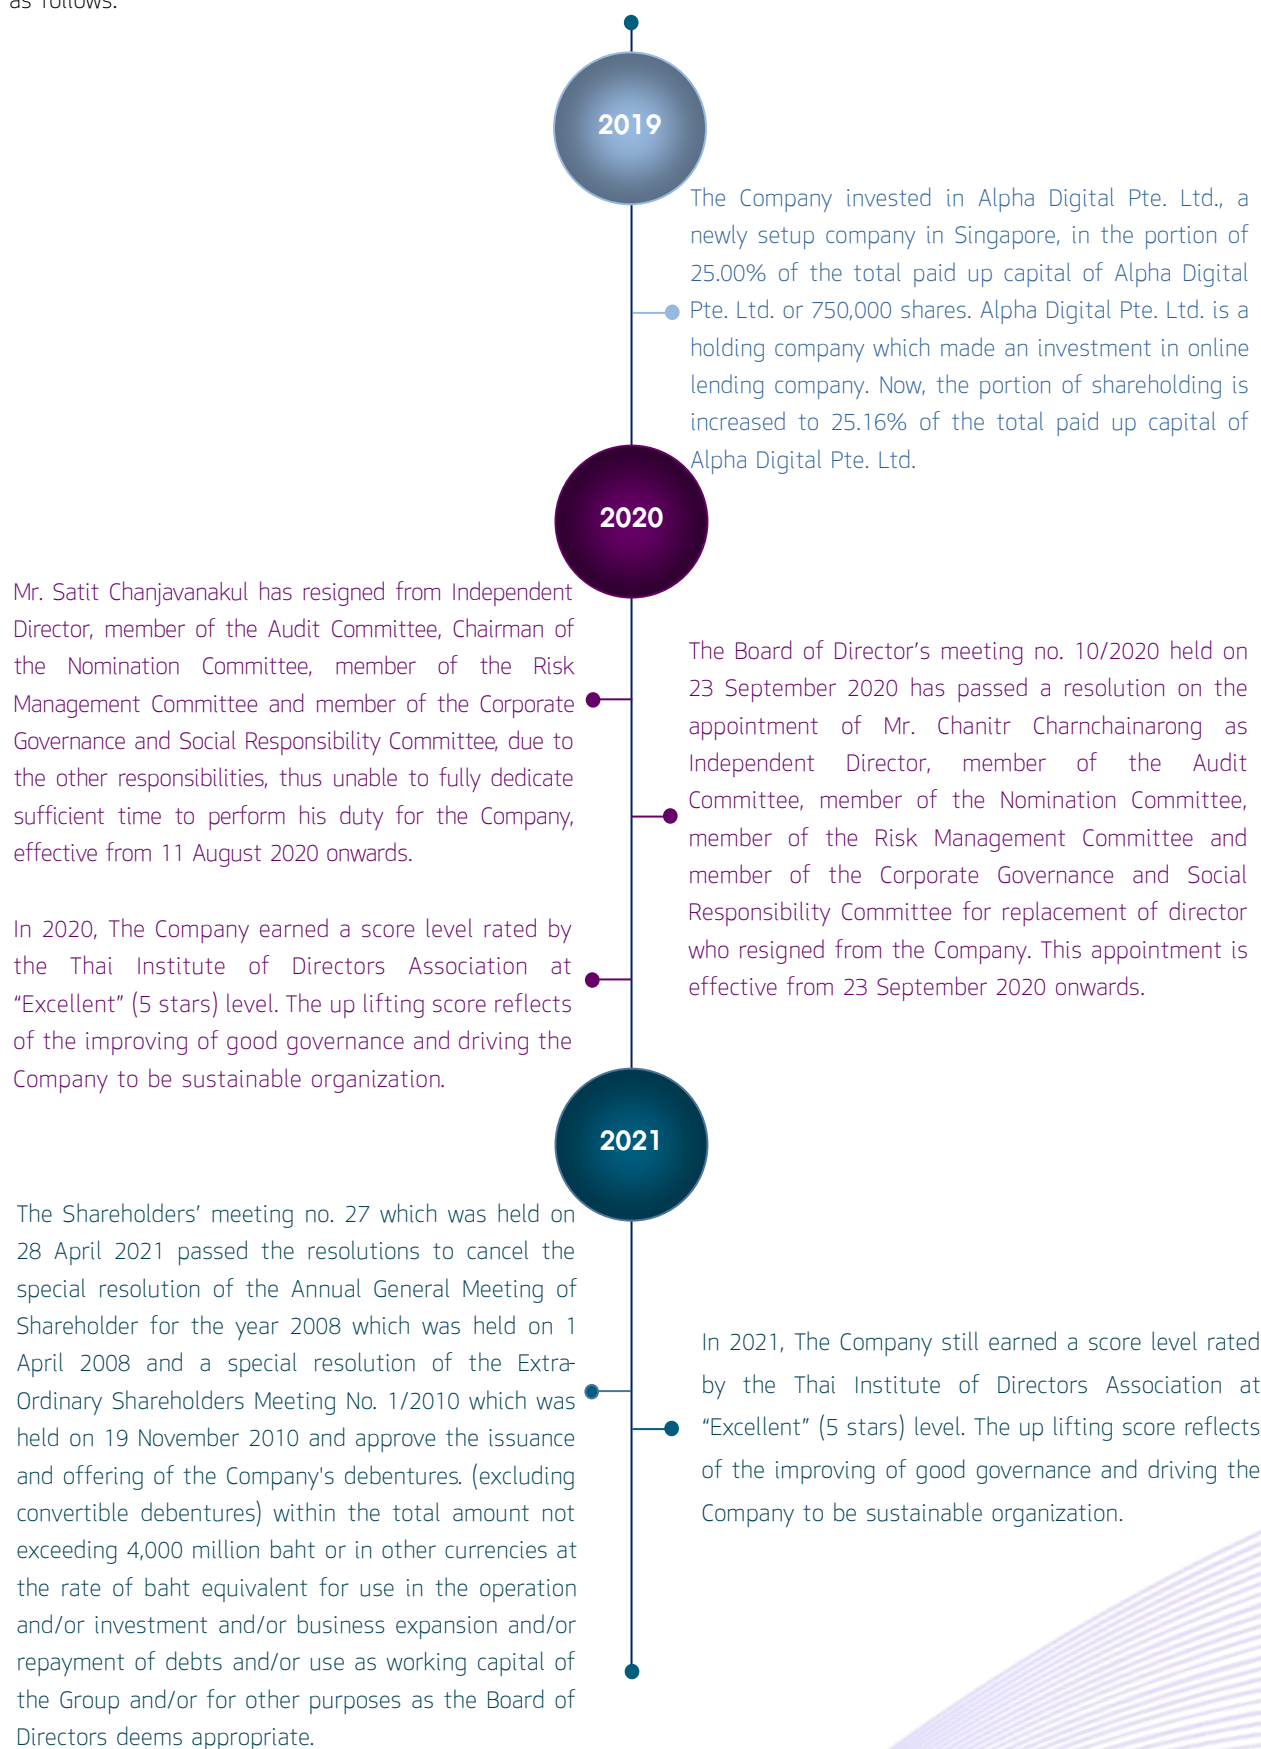 as follows:
2019
The Company invested in Alpha Digital Pte. Ltd., a
newly setup company in Singapore, in the portion of
25.00% of the total paid up capital of Alpha Digital
Pte. Ltd. or 750,000 shares. Alpha Digital Pte. Ltd. is a
holding company which made an investment in online
lending company. Now, the portion of shareholding is
increased to 25.16% of the total paid up capital of
Alpha Digital Pte. Ltd.
2020
Mr. Satit Chanjavanakul has resigned from Independent
Director, member of the Audit Committee, Chairman of
the Nomination Committee, member of the Risk
Management Committee and member of the Corporate
Governance and Social Responsibility Committee, due to
the other responsibilities, thus unable to fully dedicate
sufficient time to perform his duty for the Company,
effective from 11 August 2020 onwards.
The Board of Director's meeting no. 10/2020 held on
23 September 2020 has passed a resolution on the
appointment of Mr. Chanitr Charnchainarong as
Independent Director, member of the Audit
Committee, member of the Nomination Committee,
member of the Risk Management Committee and
member of the Corporate Governance and Social
Responsibility Committee for replacement of director
who resigned from the Company. This appointment is
effective from 23 September 2020 onwards.
In 2020, The Company earned a score level rated by
the Thai Institute of Directors Association at
“Excellent” (5 stars) level. The up lifting score reflects
of the improving of good governance and driving the
Company to be sustainable organization.
2021
The Shareholders’ meeting no. 27 which was held on
28 April 2021 passed the resolutions to cancel the
special resolution of the Annual General Meeting of
Shareholder for the year 2008 which was held on 1
April 2008 and a special resolution of the Extra-
Ordinary Shareholders Meeting No. 1/2010 which was
held on 19 November 2010 and approve the issuance
and offering of the Company's debentures. (excluding
convertible debentures) within the total amount not
exceeding 4,000 million baht or in other currencies at
the rate of baht equivalent for use in the operation
and/or investment and/or business expansion and/or
repayment of debts and/or use as working capital of
the Group and/or for other purposes as the Board of
Directors deems appropriate.
In 2021, The Company still earned a score level rated
by the Thai Institute of Directors Association at
“Excellent” (5 stars) level. The up lifting score reflects
of the improving of good governance and driving the
Company to be sustainable organization.